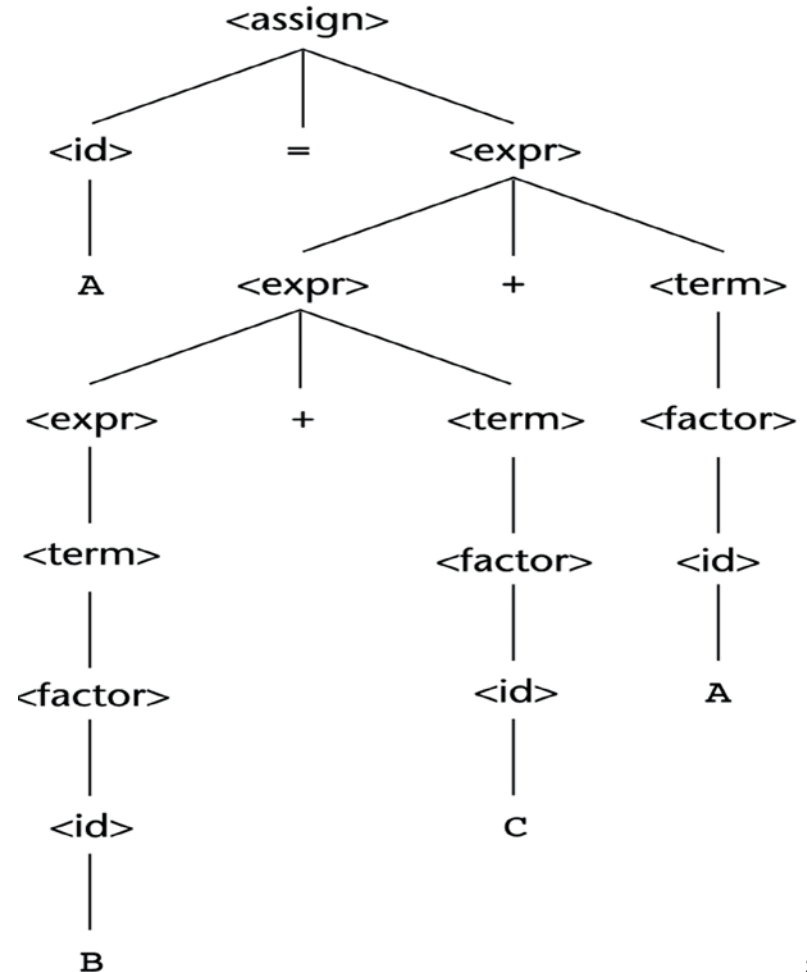 <assign>
<id> = <expr>
A <expr> + <term>
<expr> + <term> <factor>
<term> <factor> <id>
<factor> <id> A
<id> C
B